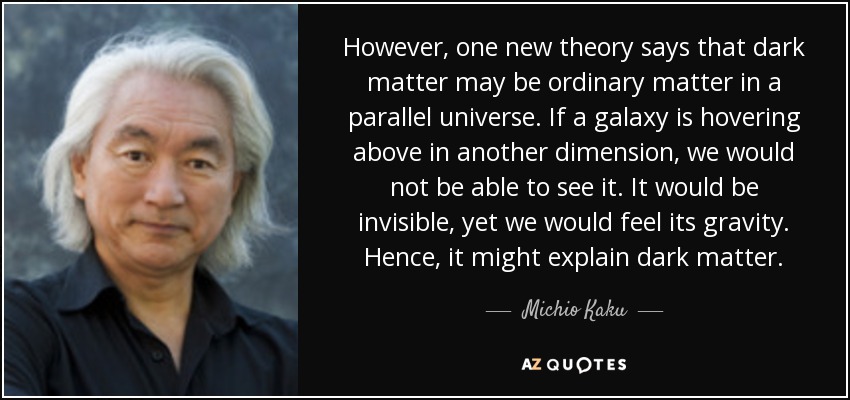 However, one new theory says that dark
matter may be ordinary matter in a
parallel universe. If a galaxy is hovering
above in another dimension, we would
not be able to see it. It would be
invisible, yet we would feel its gravity.
Hence, it might explain dark matter.
Michio Kaku
AZ QUOTES